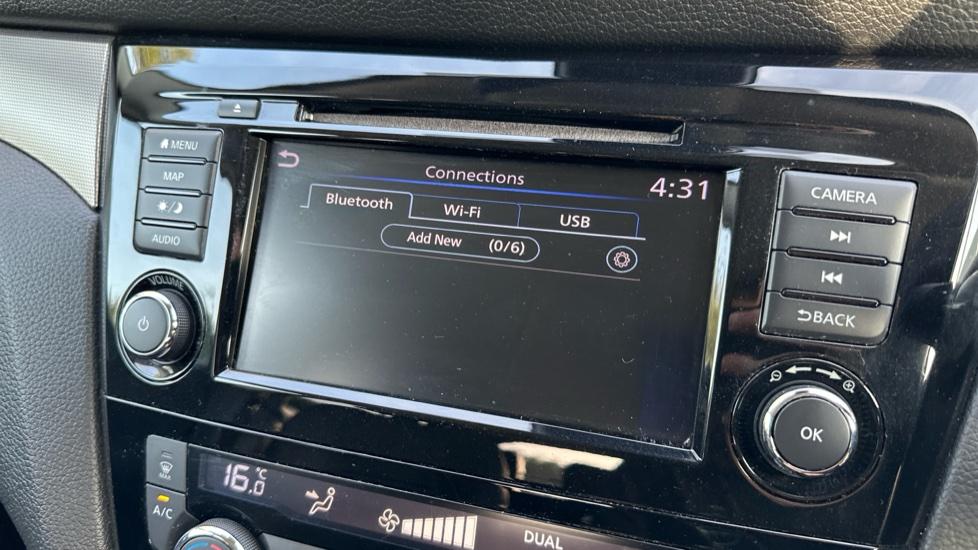 MENU
MAP
AUDIO
VOLUME
Connections
4:31
Bluetooth
Wi-Fi
USB
Add New (0/6)
CAMERA
BACK
OK
MAX
A/C
16.0 °C
DUAL